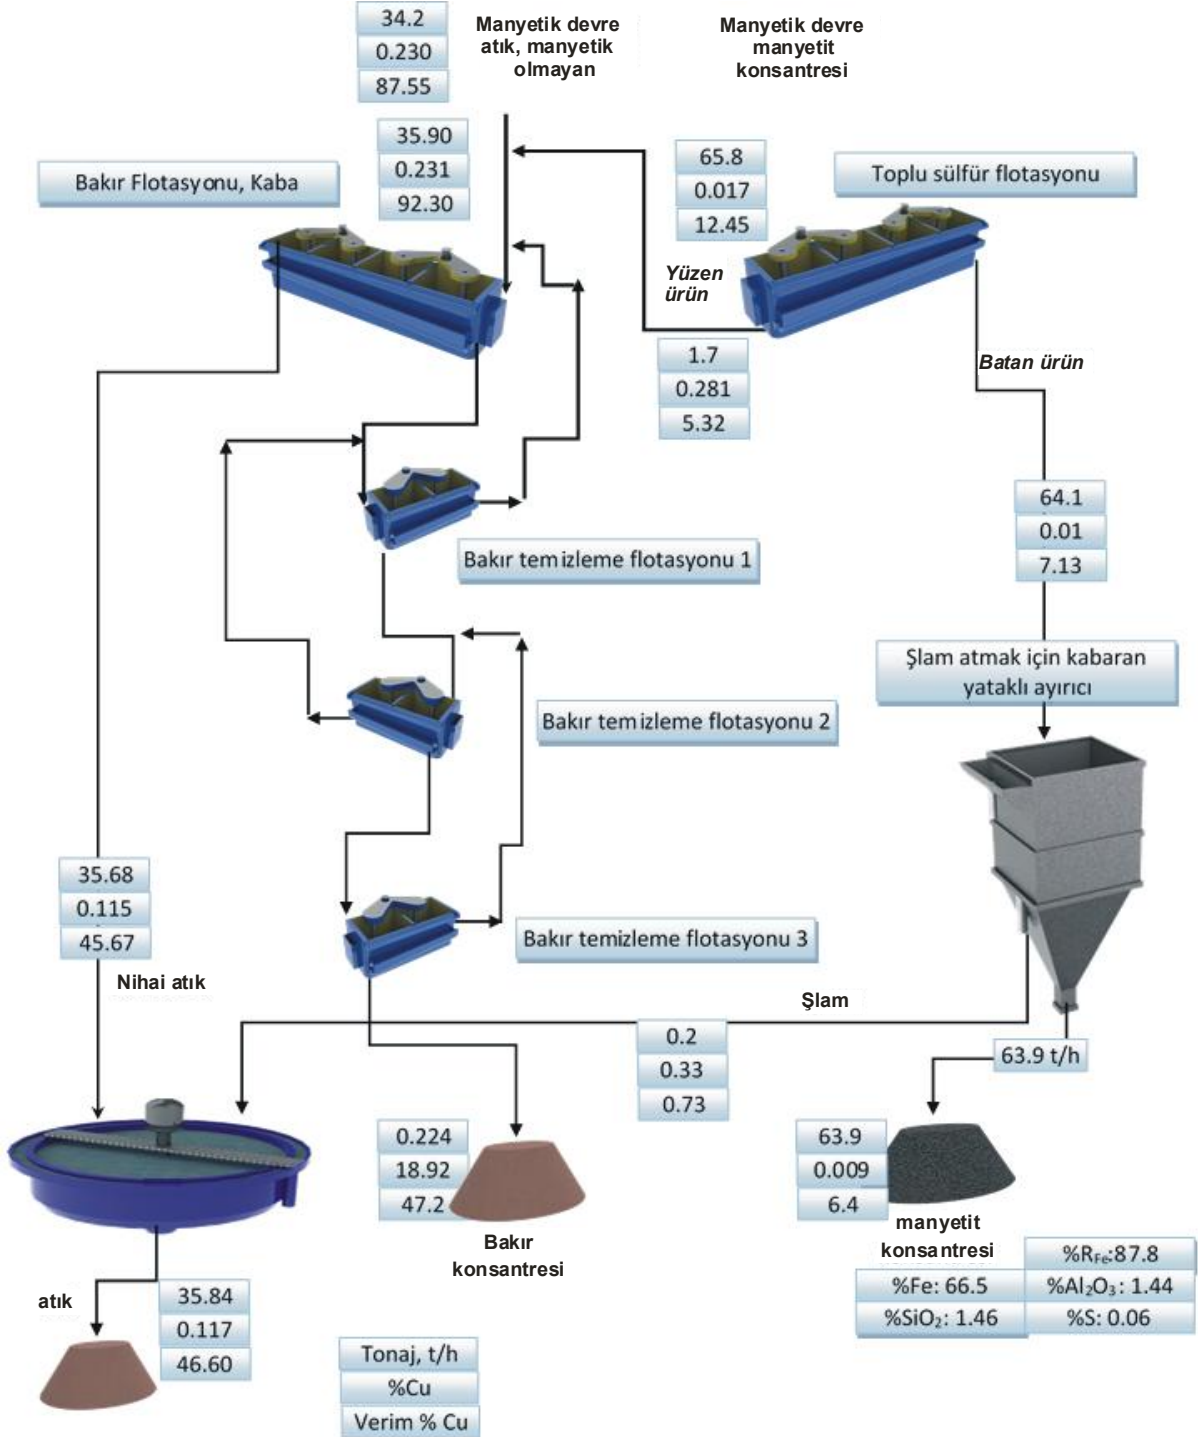 34.2
0.230
87.55
Manyetik devre
atık, manyetik
olmayan
Manyetik devre
manyetit
konsantresi
35.90
0.231
92.30
65.8
0.017
12.45
Bakır Flotasyonu, Kaba
Toplu sülfür flotasyonu
Yüzen
ürün
1.7
0.281
5.32
Batan ürün
64.1
0.01
7.13
Bakır temizleme flotasyonu 1
Şlam atmak için kabaran
yataklı ayırıcı
Bakır temizleme flotasyonu 2
35.68
0.115
45.67
Bakır temizleme flotasyonu 3
Nihai atık
Şlam
0.2
0.33
0.73
63.9 t/h
0.224
18.92
47.2
63.9
0.009
6.4
Bakır
konsantresi
manyetit
konsantresi
%RFe:87.8
%Fe: 66.5
%Al2O3: 1.44
%SiO2: 1.46
%S: 0.06
atık
35.84
0.117
46.60
Tonaj, t/h
%Cu
Verim % Cu